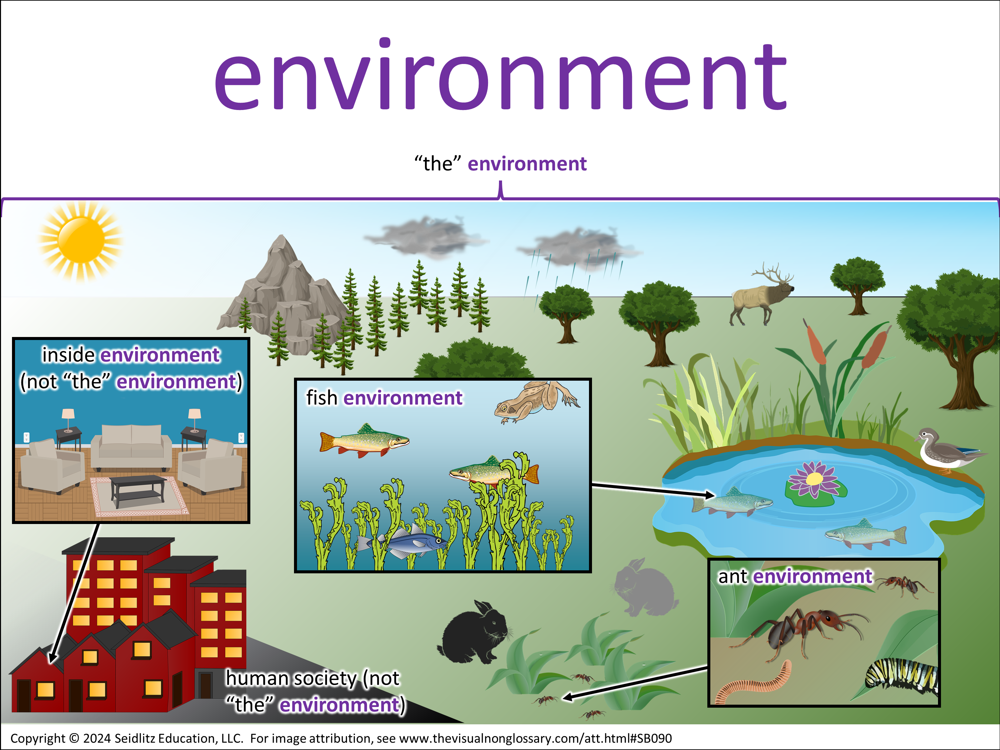 environment
“the” environment
inside environment
(not “the” environment)
fish environment
ant environment
human society (not
“the” environment)
Copyright © 2024 Seidlitz Education, LLC.  For image attribution, see www.thevisualnonglossary.com/att.html#SB090